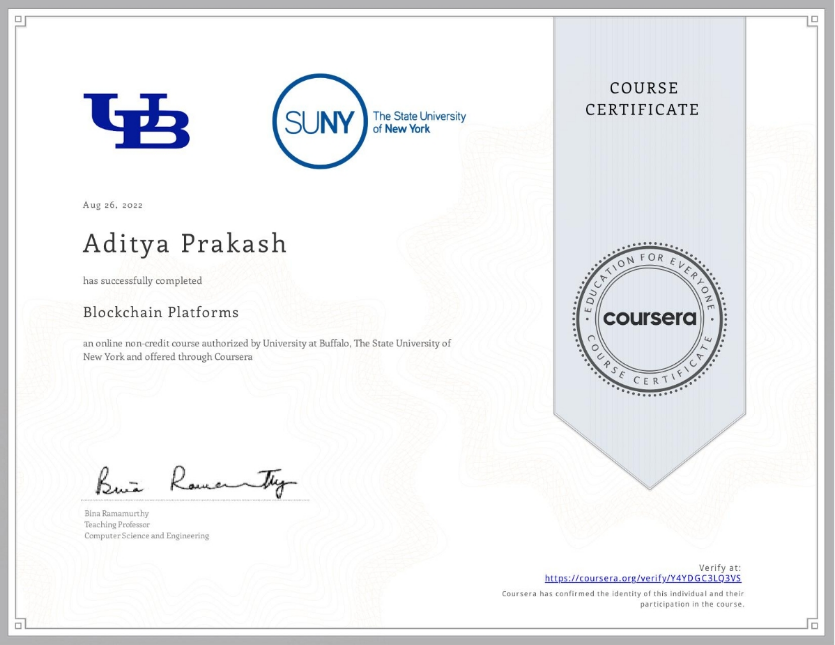 UB
SUNY
The State University
of New York
COURSE
CERTIFICATE
Aug 26, 2022
Aditya Prakash
has successfully completed
Blockchain Platforms
an online non-credit course authorized by University at Buffalo, The State University of
New York and offered through Coursera
EDUCATION FOR EVERYONE
coursera
COURSE CERTIFICATE
Bina Ramamurthy
Bina Ramamurthy
Teaching Professor
Computer Science and Engineering
Verify at:
https://coursera.org/verify/Y4YDGC3LQ3VS
Coursera has confirmed the identity of this individual and their
participation in the course.